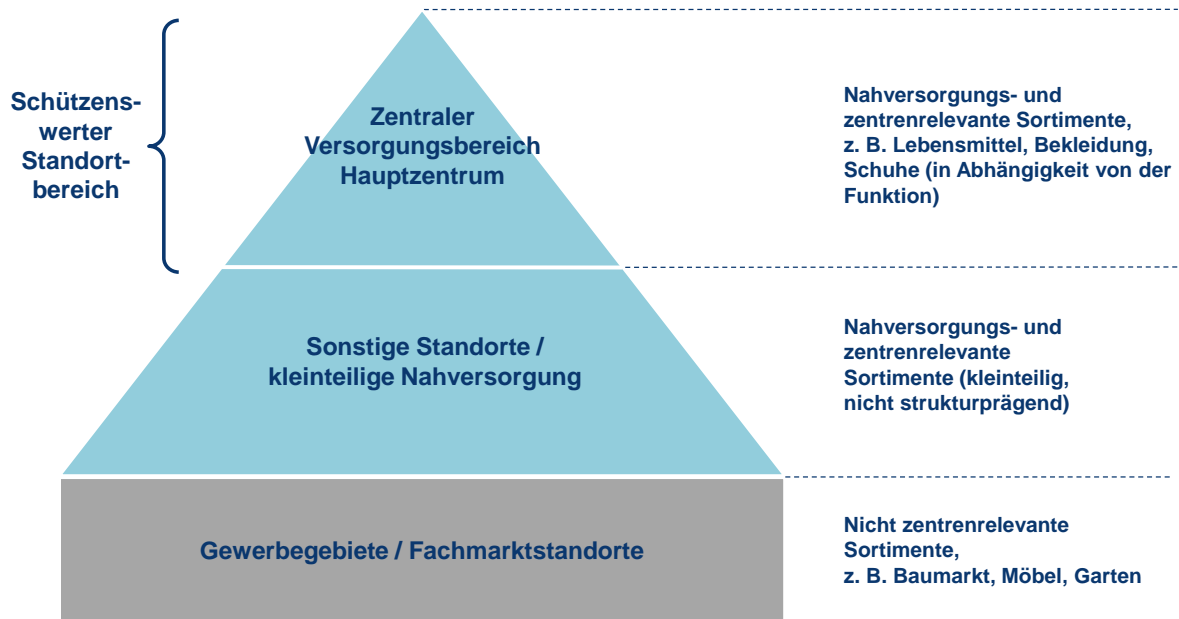 Schützens-
werter
Standort-
bereich
Zentraler
Versorgungsbereich
Hauptzentrum
Nahversorgungs- und
zentrenrelevante Sortimente,
z. B. Lebensmittel, Bekleidung,
Schuhe (in Abhängigkeit von der
Funktion)
Sonstige Standorte /
kleinteilige Nahversorgung
Nahversorgungs- und
zentrenrelevante
Sortimente (kleinteilig,
nicht strukturprägend)
Gewerbegebiete / Fachmarktstandorte
Nicht zentrenrelevante
Sortimente,
z. B. Baumarkt, Möbel, Garten